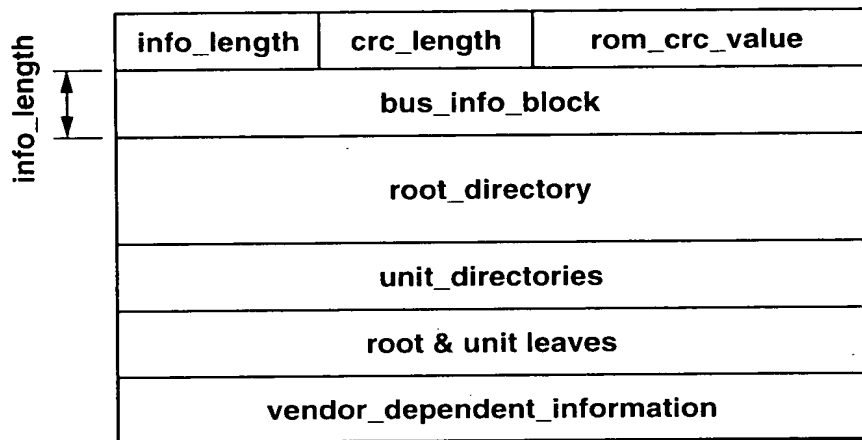 info_length crc_length rom_crc_value
info_length
bus_info_block
root_directory
unit_directories
root & unit leaves
vendor_dependent_information